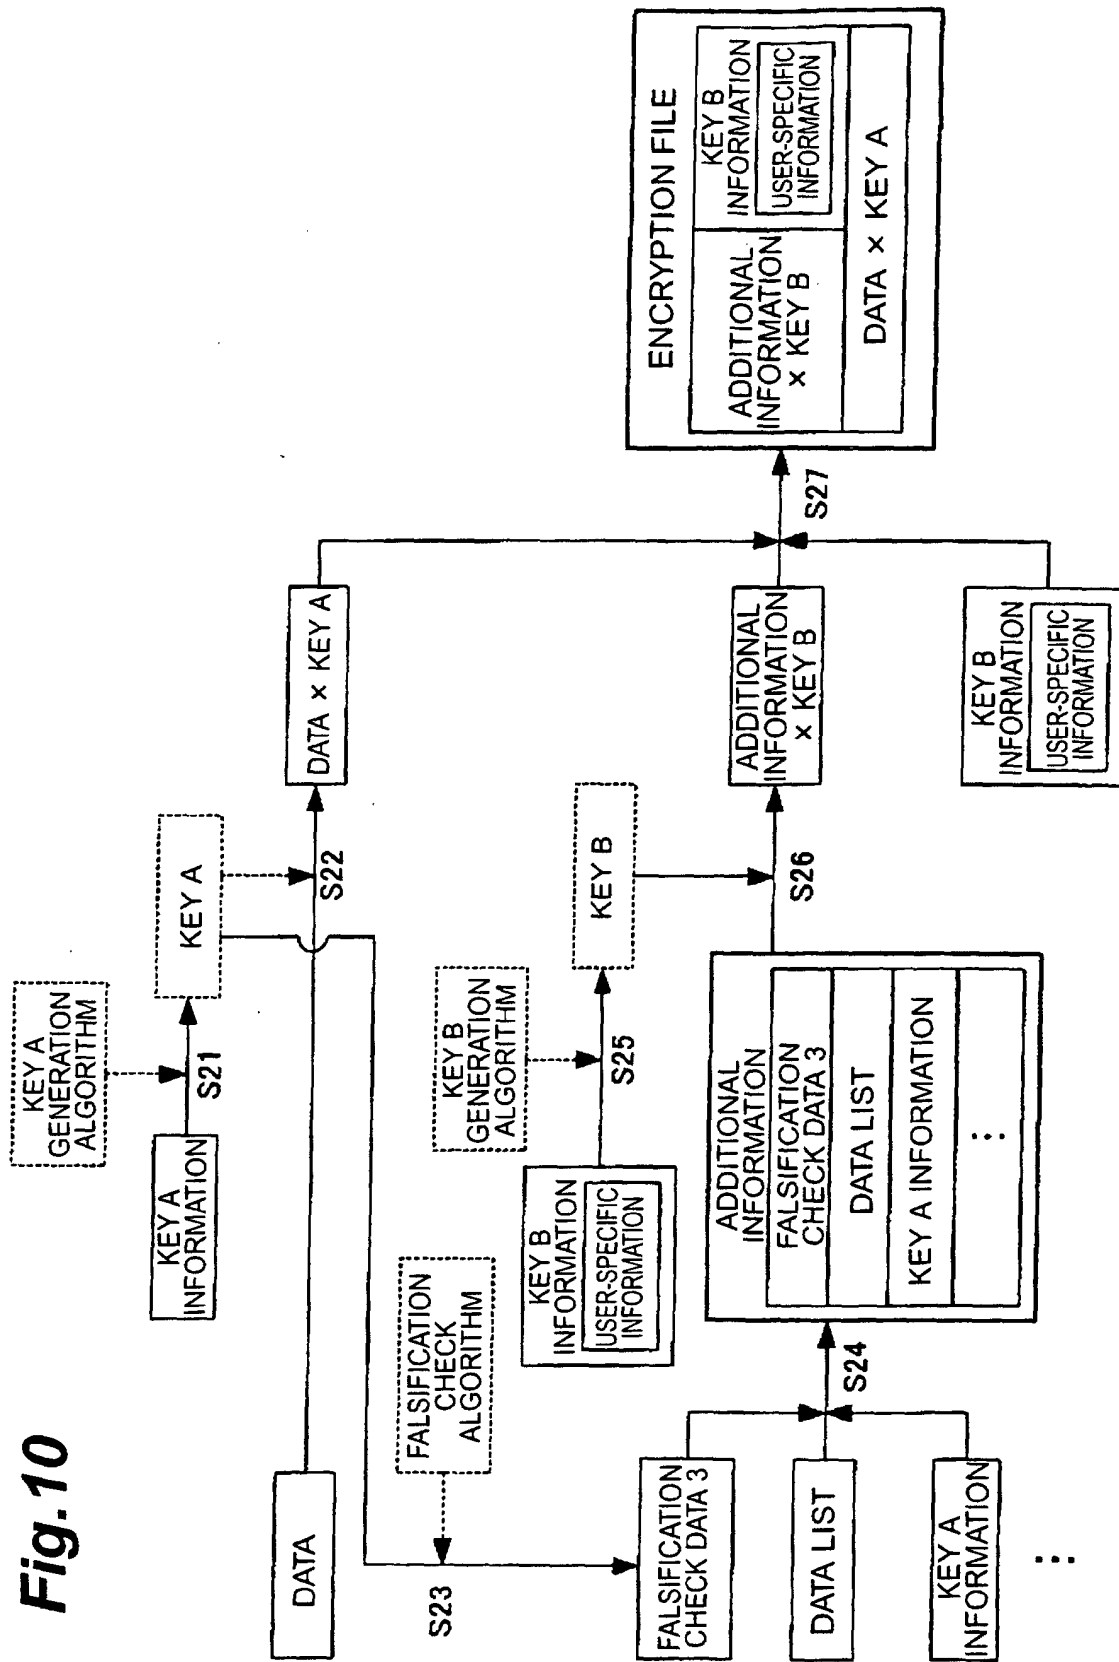 Fig.10
KEY A
GENERATION
ALGORITHM
KEY A
INFORMATION
S21
KEY A
DATA
S22
DATA × KEY A
FALSIFICATION
CHECK
ALGORITHM
S23
KEY B
GENERATION
ALGORITHM
KEY B
INFORMATION
USER-SPECIFIC
INFORMATION
S25
KEY B
FALSIFICATION
CHECK DATA 3
DATA LIST
KEY A
INFORMATION
⋮
S24
ADDITIONAL
INFORMATION
FALSIFICATION
CHECK DATA 3
DATA LIST
KEY A INFORMATION
⋮
S26
ADDITIONAL
INFORMATION
× KEY B
KEY B
INFORMATION
USER-SPECIFIC
INFORMATION
S27
ENCRYPTION FILE
ADDITIONAL
INFORMATION
× KEY B
KEY B
INFORMATION
USER-SPECIFIC
INFORMATION
DATA × KEY A